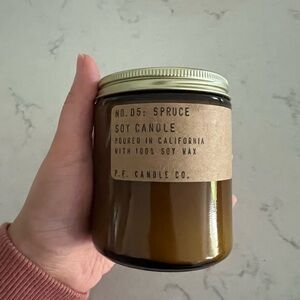 NO. 05: SPRUCE
SOY CANDLE
POURED IN CALIFORNIA
WITH 100% SOY WAX
P.F. CANDLE CO.